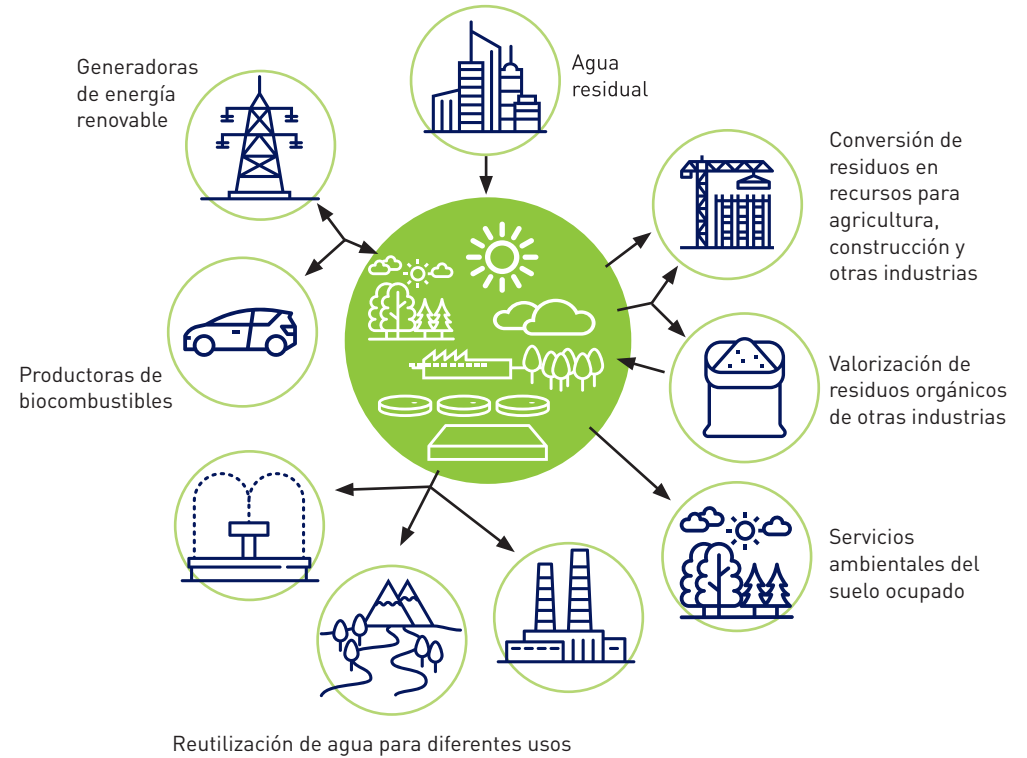 Generadoras
de energía
renovable
Agua
residual
Conversión de
residuos en
recursos para
agricultura,
construcción y
otras industrias
Productoras de
biocombustibles
Valorización de
residuos orgánicos
de otras industrias
Servicios
ambientales del
suelo ocupado
Reutilización de agua para diferentes usos